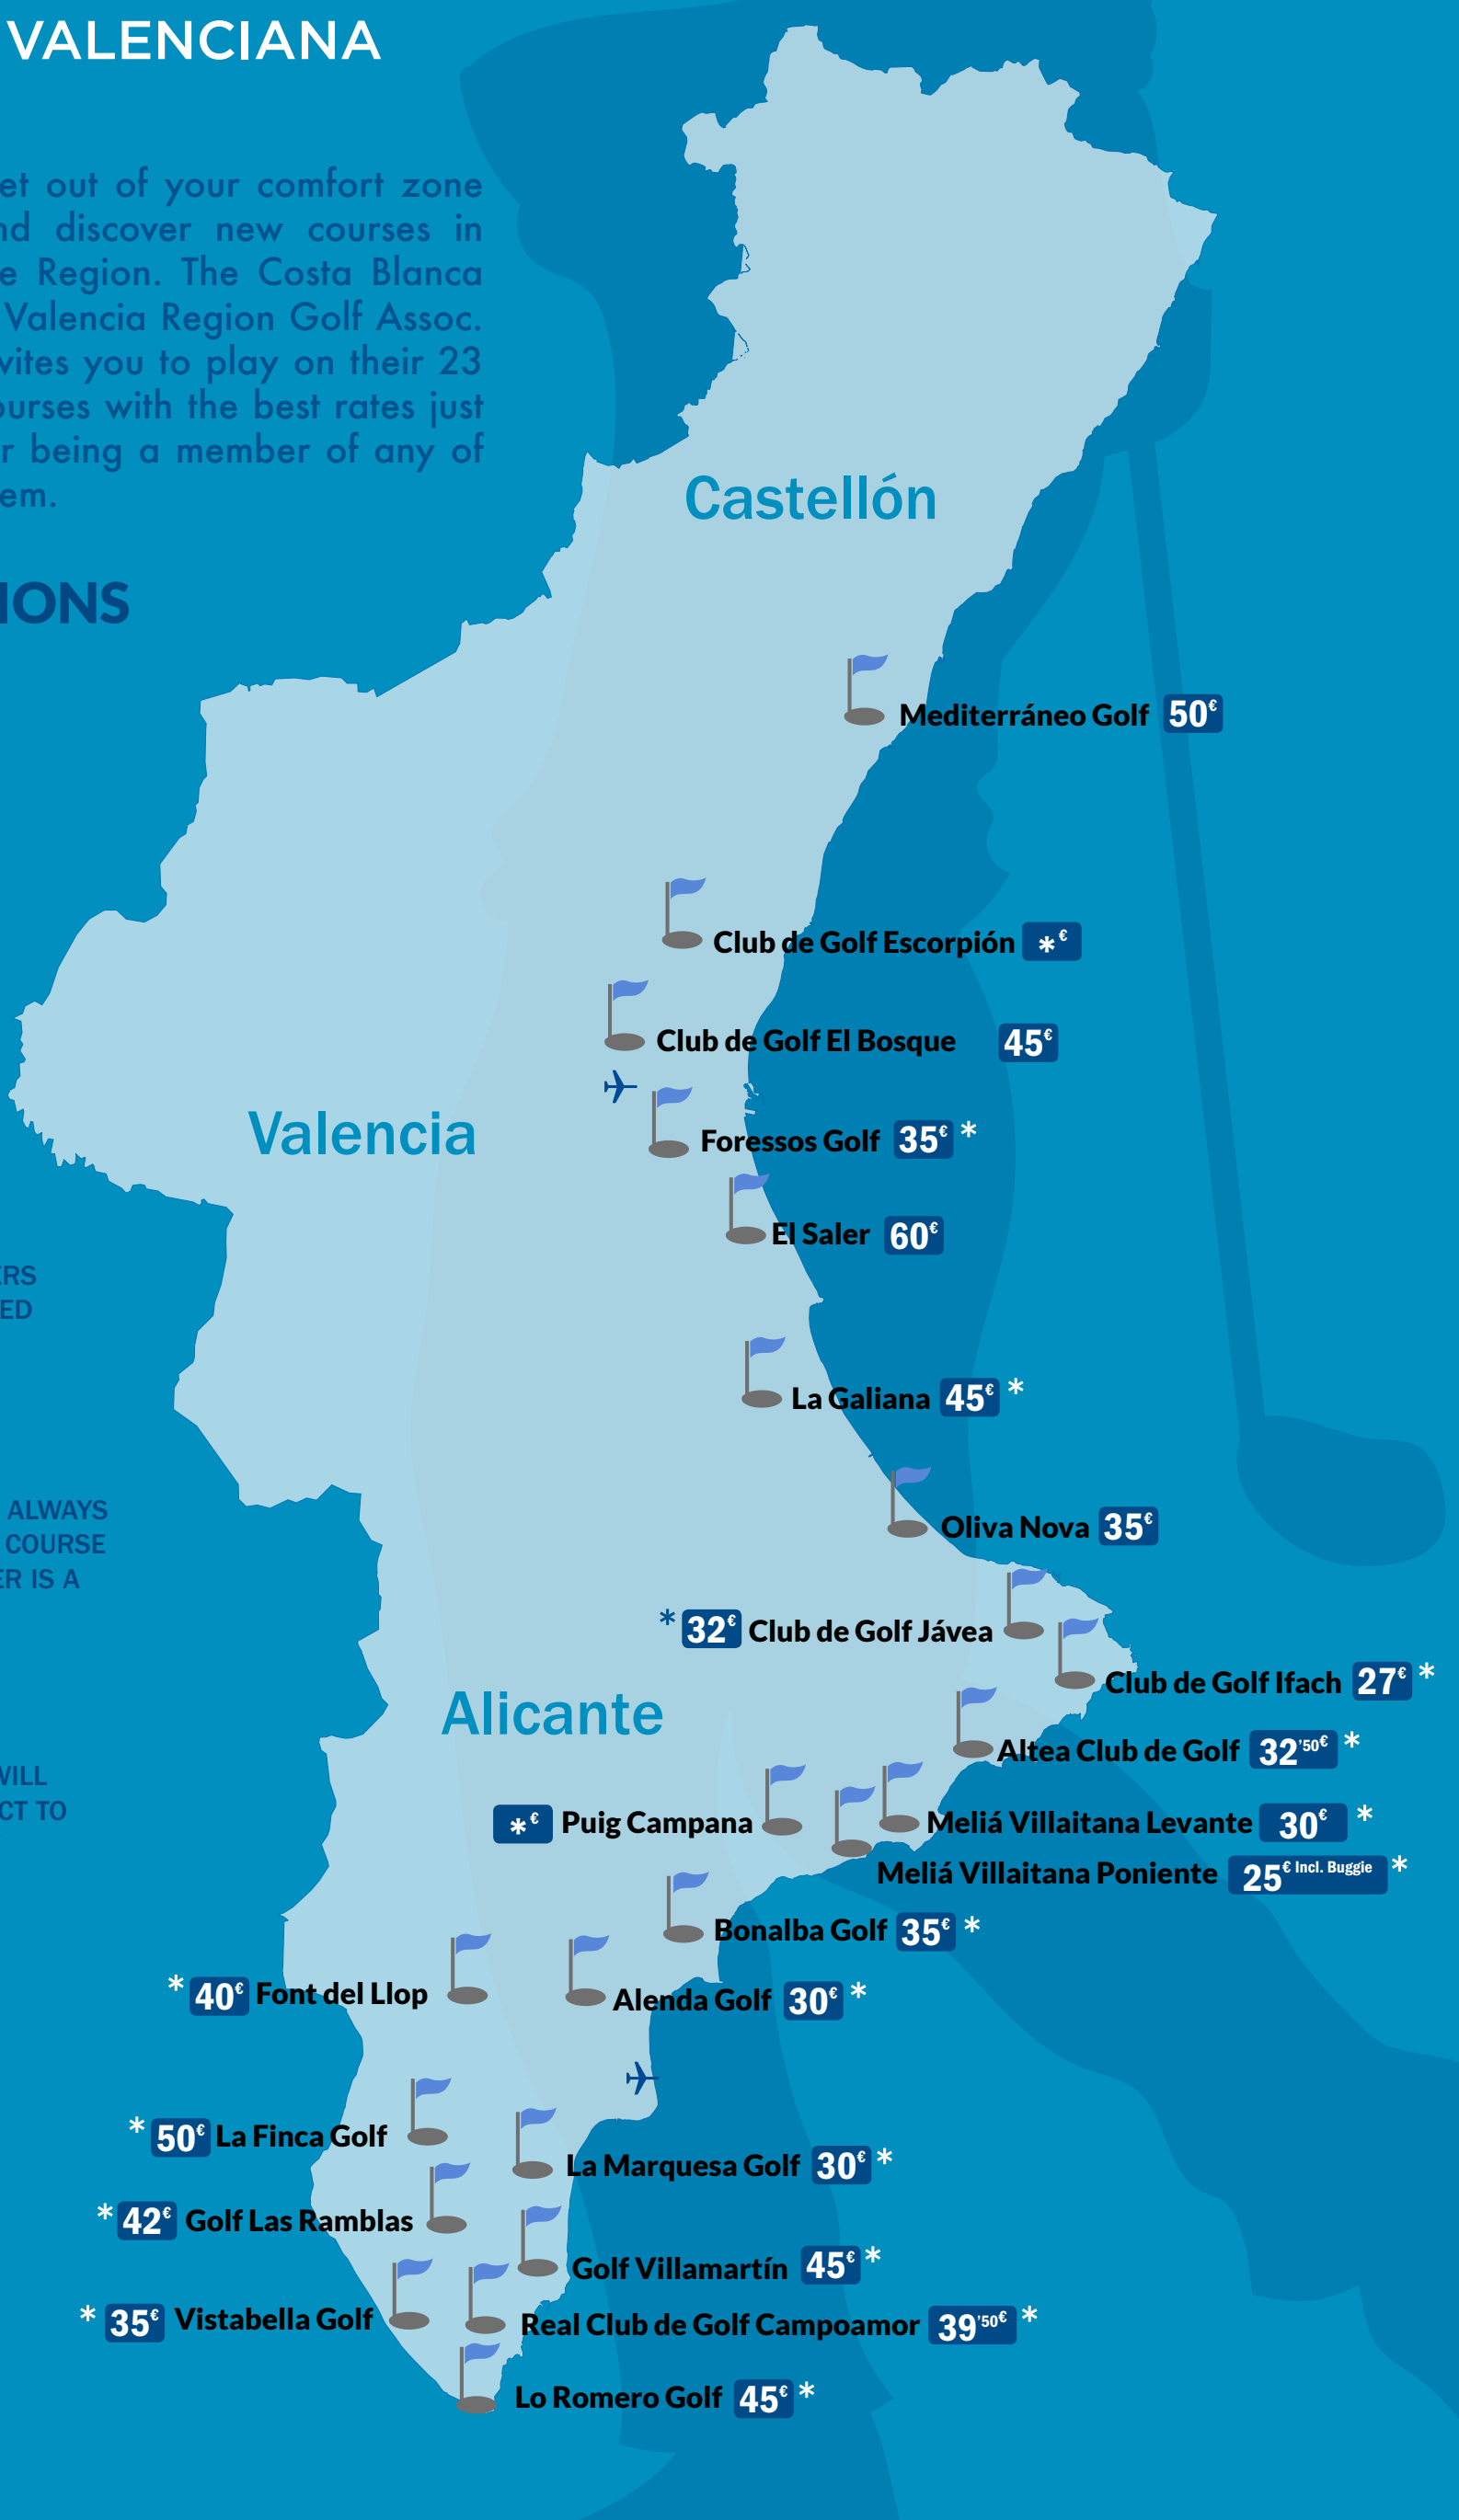 VALENCIANA
et out of your comfort zone
nd discover new courses in
e Region. The Costa Blanca
Valencia Region Golf Assoc.
vites you to play on their 23
ourses with the best rates just
r being a member of any of
em.
IONS
Castellón
Mediterráneo Golf 50€
Club de Golf Escorpión *€
Club de Golf El Bosque 45€
Valencia
Foressos Golf 35€ *
El Saler 60€
ERS
ED
La Galiana 45€ *
ALWAYS
COURSE
ER IS A
Oliva Nova 35€
* 32€ Club de Golf Jávea
Club de Golf Ifach 27€ *
Alicante
Altea Club de Golf 32'50€ *
WILL
CT TO
*€ Puig Campana
Meliá Villaitana Levante 30€ *
Meliá Villaitana Poniente 25€ Incl. Buggie *
Bonalba Golf 35€ *
* 40€ Font del Llop
Alenda Golf 30€ *
* 50€ La Finca Golf
La Marquesa Golf 30€ *
* 42€ Golf Las Ramblas
Golf Villamartín 45€ *
* 35€ Vistabella Golf
Real Club de Golf Campoamor 39'50€ *
Lo Romero Golf 45€ *